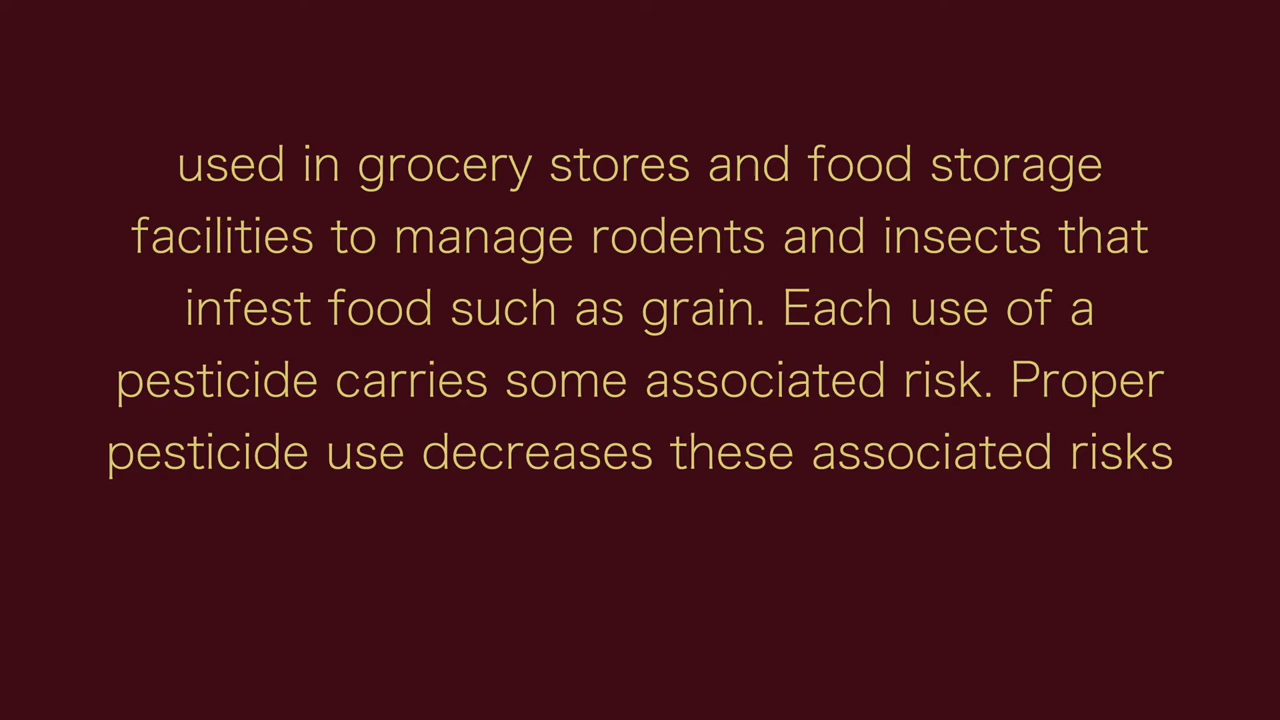 used in grocery stores and food storage
facilities to manage rodents and insects that
infest food such as grain. Each use of a
pesticide carries some associated risk. Proper
pesticide use decreases these associated risks